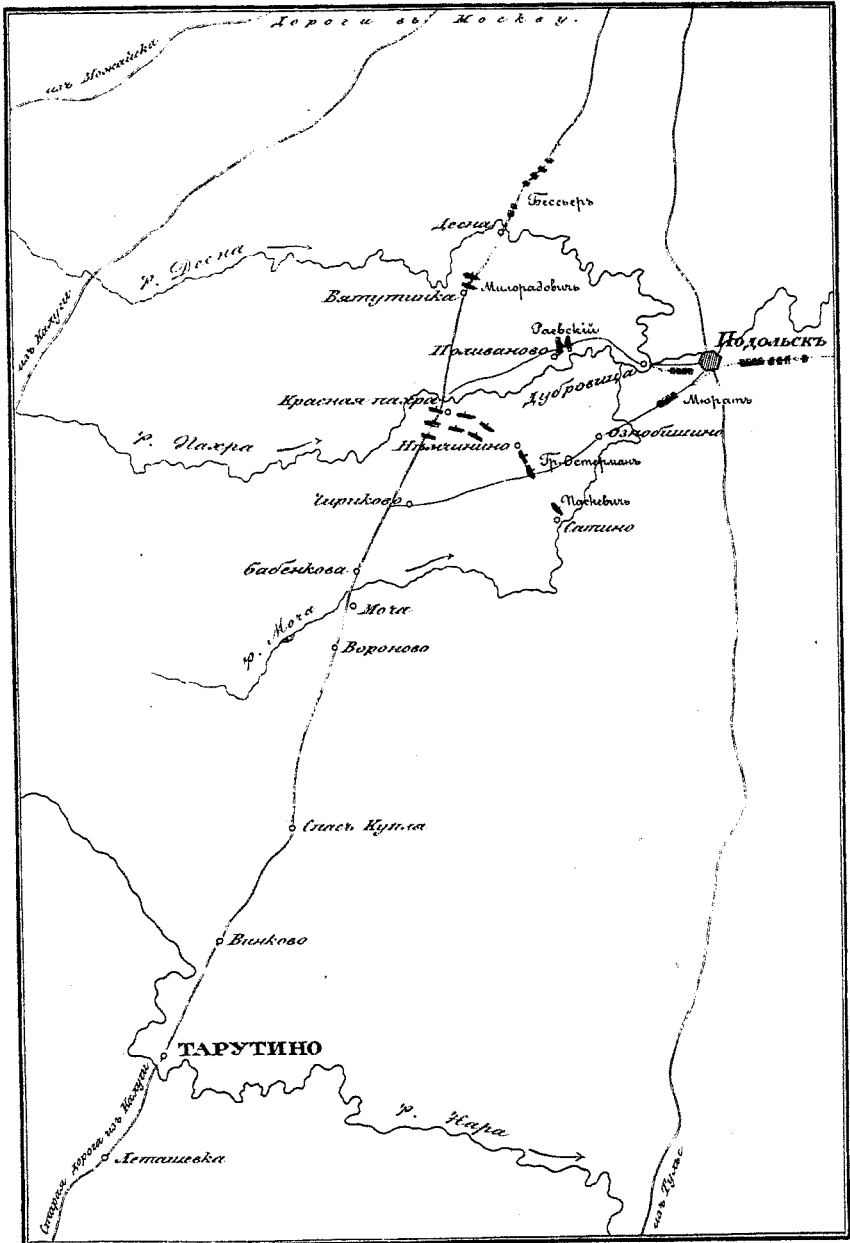 Дороги въ Москву.
изъ Можайска
Бессьеръ
Десна
р. Десна
Вятутинка
Милорадовичъ
изъ Калуги
Раевскій
Поливаново
Подольскъ
Дубровица
Красная пахра
Мюратъ
р. Пахра
Нѣмчинино
Ознобишино
Гр. Остерманъ
Чириково
Паскевичъ
Сатино
Бабенкова
р. Моча
Моча
Вороново
Спасъ Купля
Винково
ТАРУТИНО
р. Нара
Старая дорога изъ Калуги
Леташевка
изъ Тулы